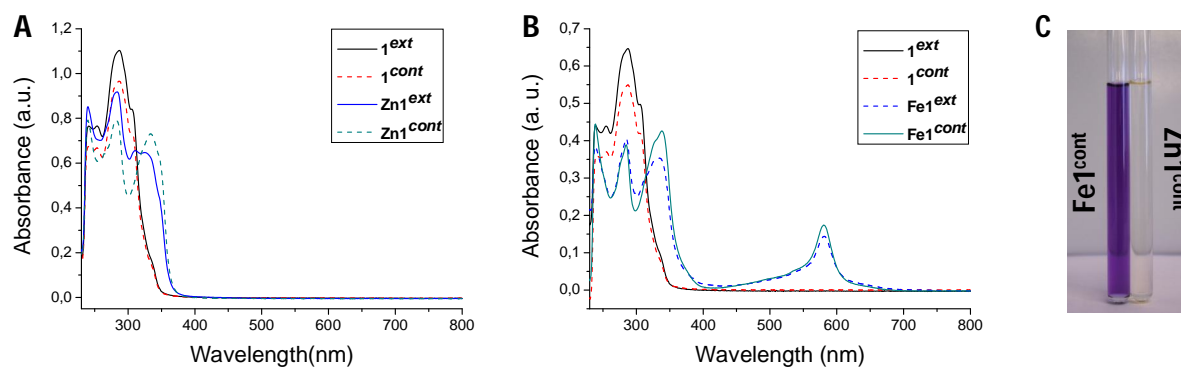 A
Absorbance (a.u.)
1,2
1,0
0,8
0,6
0,4
0,2
0,0
300 400 500 600 700 800
Wavelength(nm)
1ext
1cont
Zn1ext
Zn1cont
B
Absorbance (a. u.)
0,7
0,6
0,5
0,4
0,3
0,2
0,1
0,0
300 400 500 600 700 800
Wavelength (nm)
1ext
1cont
Fe1ext
Fe1cont
C
Fe1cont
Zn1cont